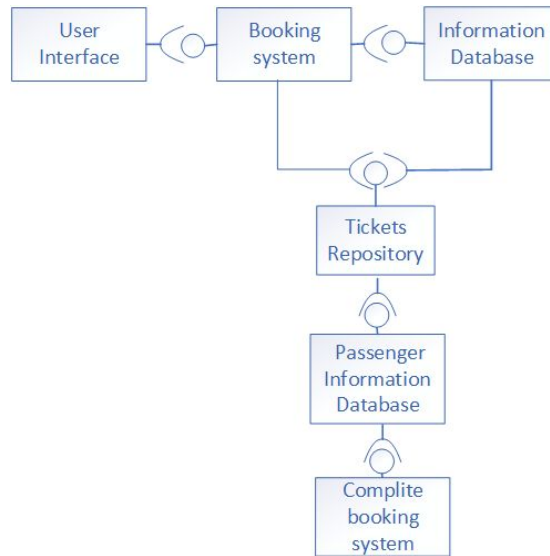 User
Interface
Booking
system
Information
Database
Tickets
Repository
Passenger
Information
Database
Complite
booking
system